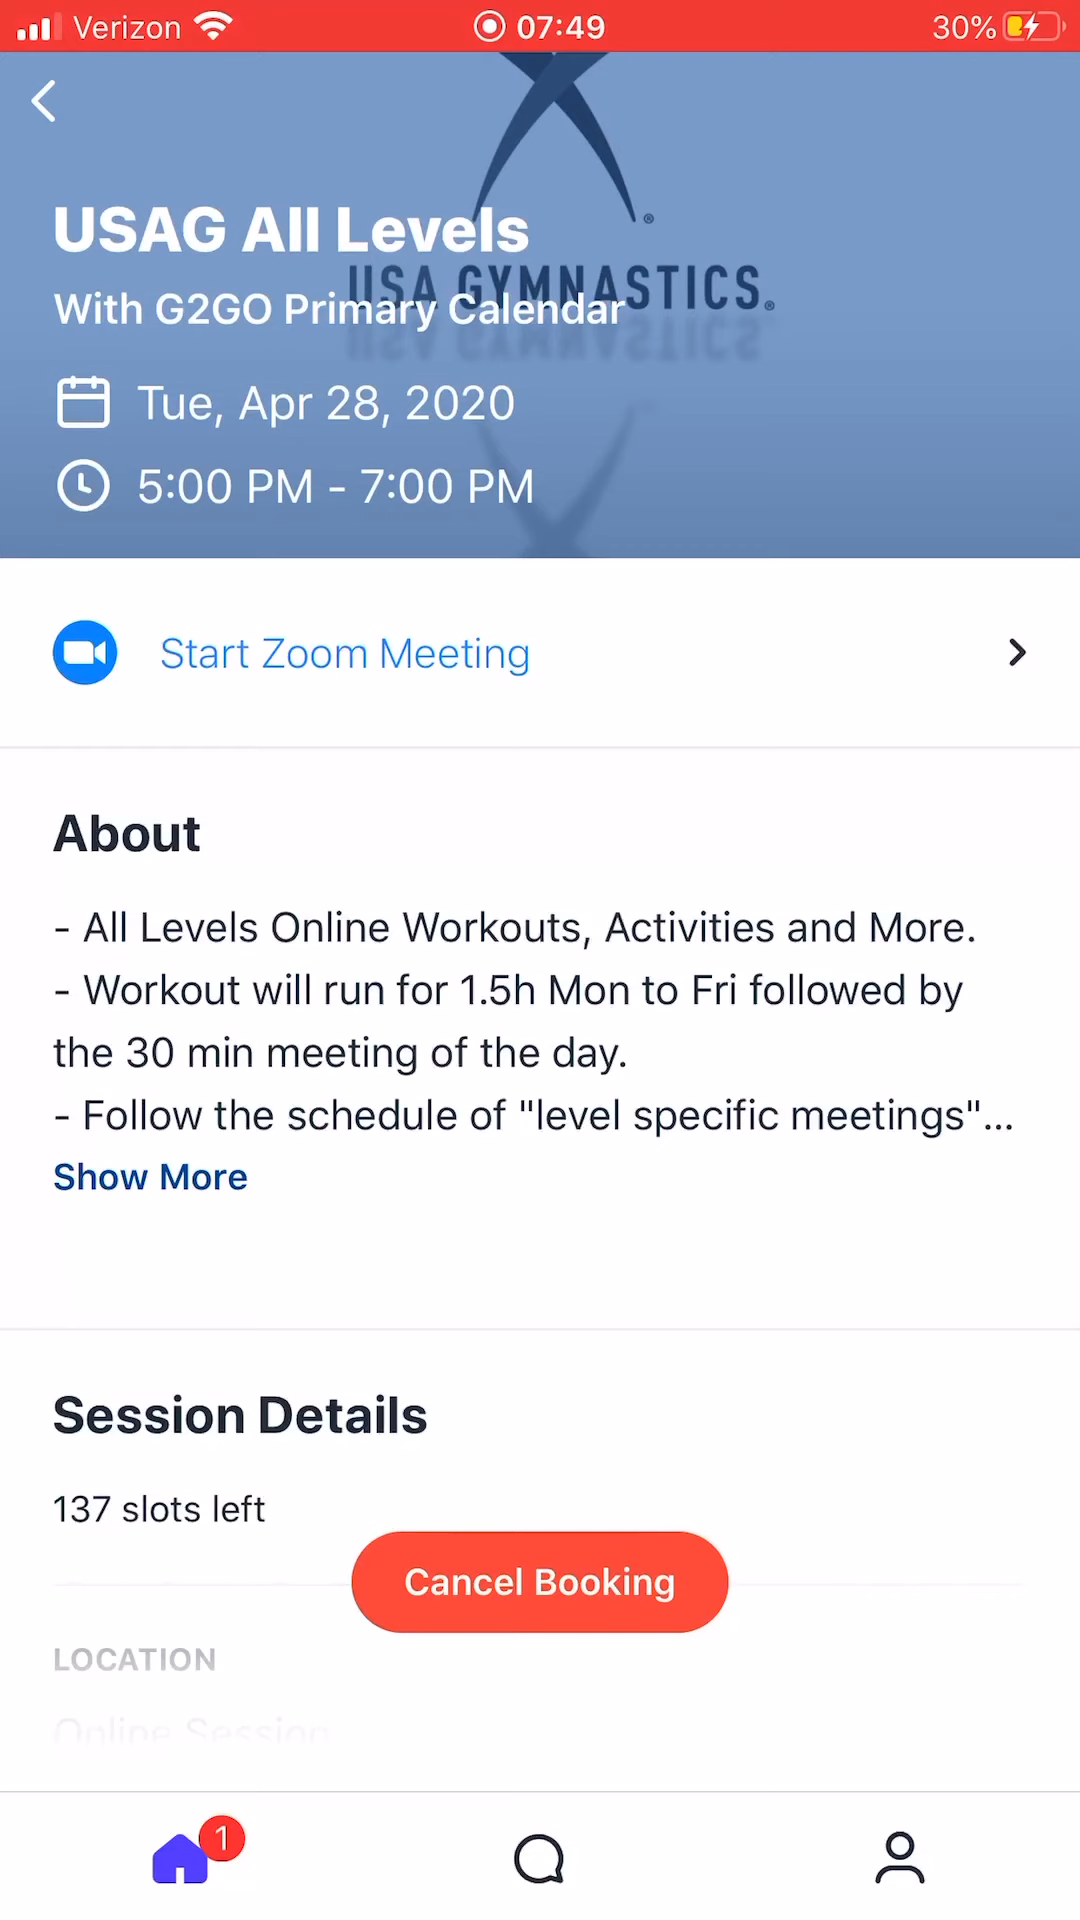 Verizon 07:49 30%
USA GYMNASTICS®
USAG All Levels
With G2GO Primary Calendar
Tue, Apr 28, 2020
5:00 PM - 7:00 PM
Start Zoom Meeting
About
- All Levels Online Workouts, Activities and More.
- Workout will run for 1.5h Mon to Fri followed by
the 30 min meeting of the day.
- Follow the schedule of "level specific meetings"...
Show More
Session Details
137 slots left
Cancel Booking
LOCATION
Online Session
1